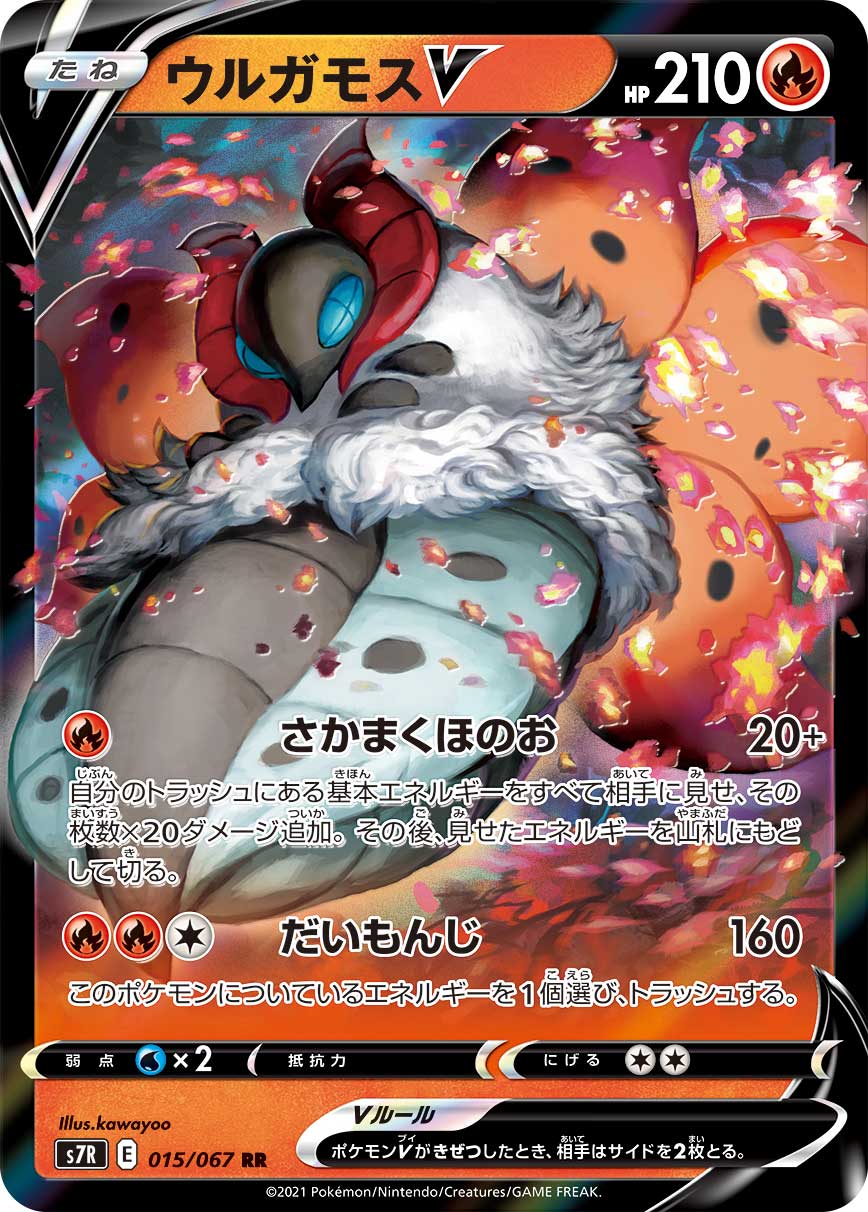 たね ウルガモスV HP 210
さかまくほのお 20+
自分のトラッシュにある基本エネルギーをすべて相手に見せ、その
枚数×20ダメージ追加。その後、見せたエネルギーを山札にもど
して切る。
だいもんじ 160
このポケモンについているエネルギーを1個選び、トラッシュする。
弱点 ×2 抵抗力 にげる
Illus.kawayoo
Vルール
ポケモンVがきぜつしたとき、相手はサイドを2枚とる。
s7R E 015/067 RR
©2021 Pokémon/Nintendo/Creatures/GAME FREAK.